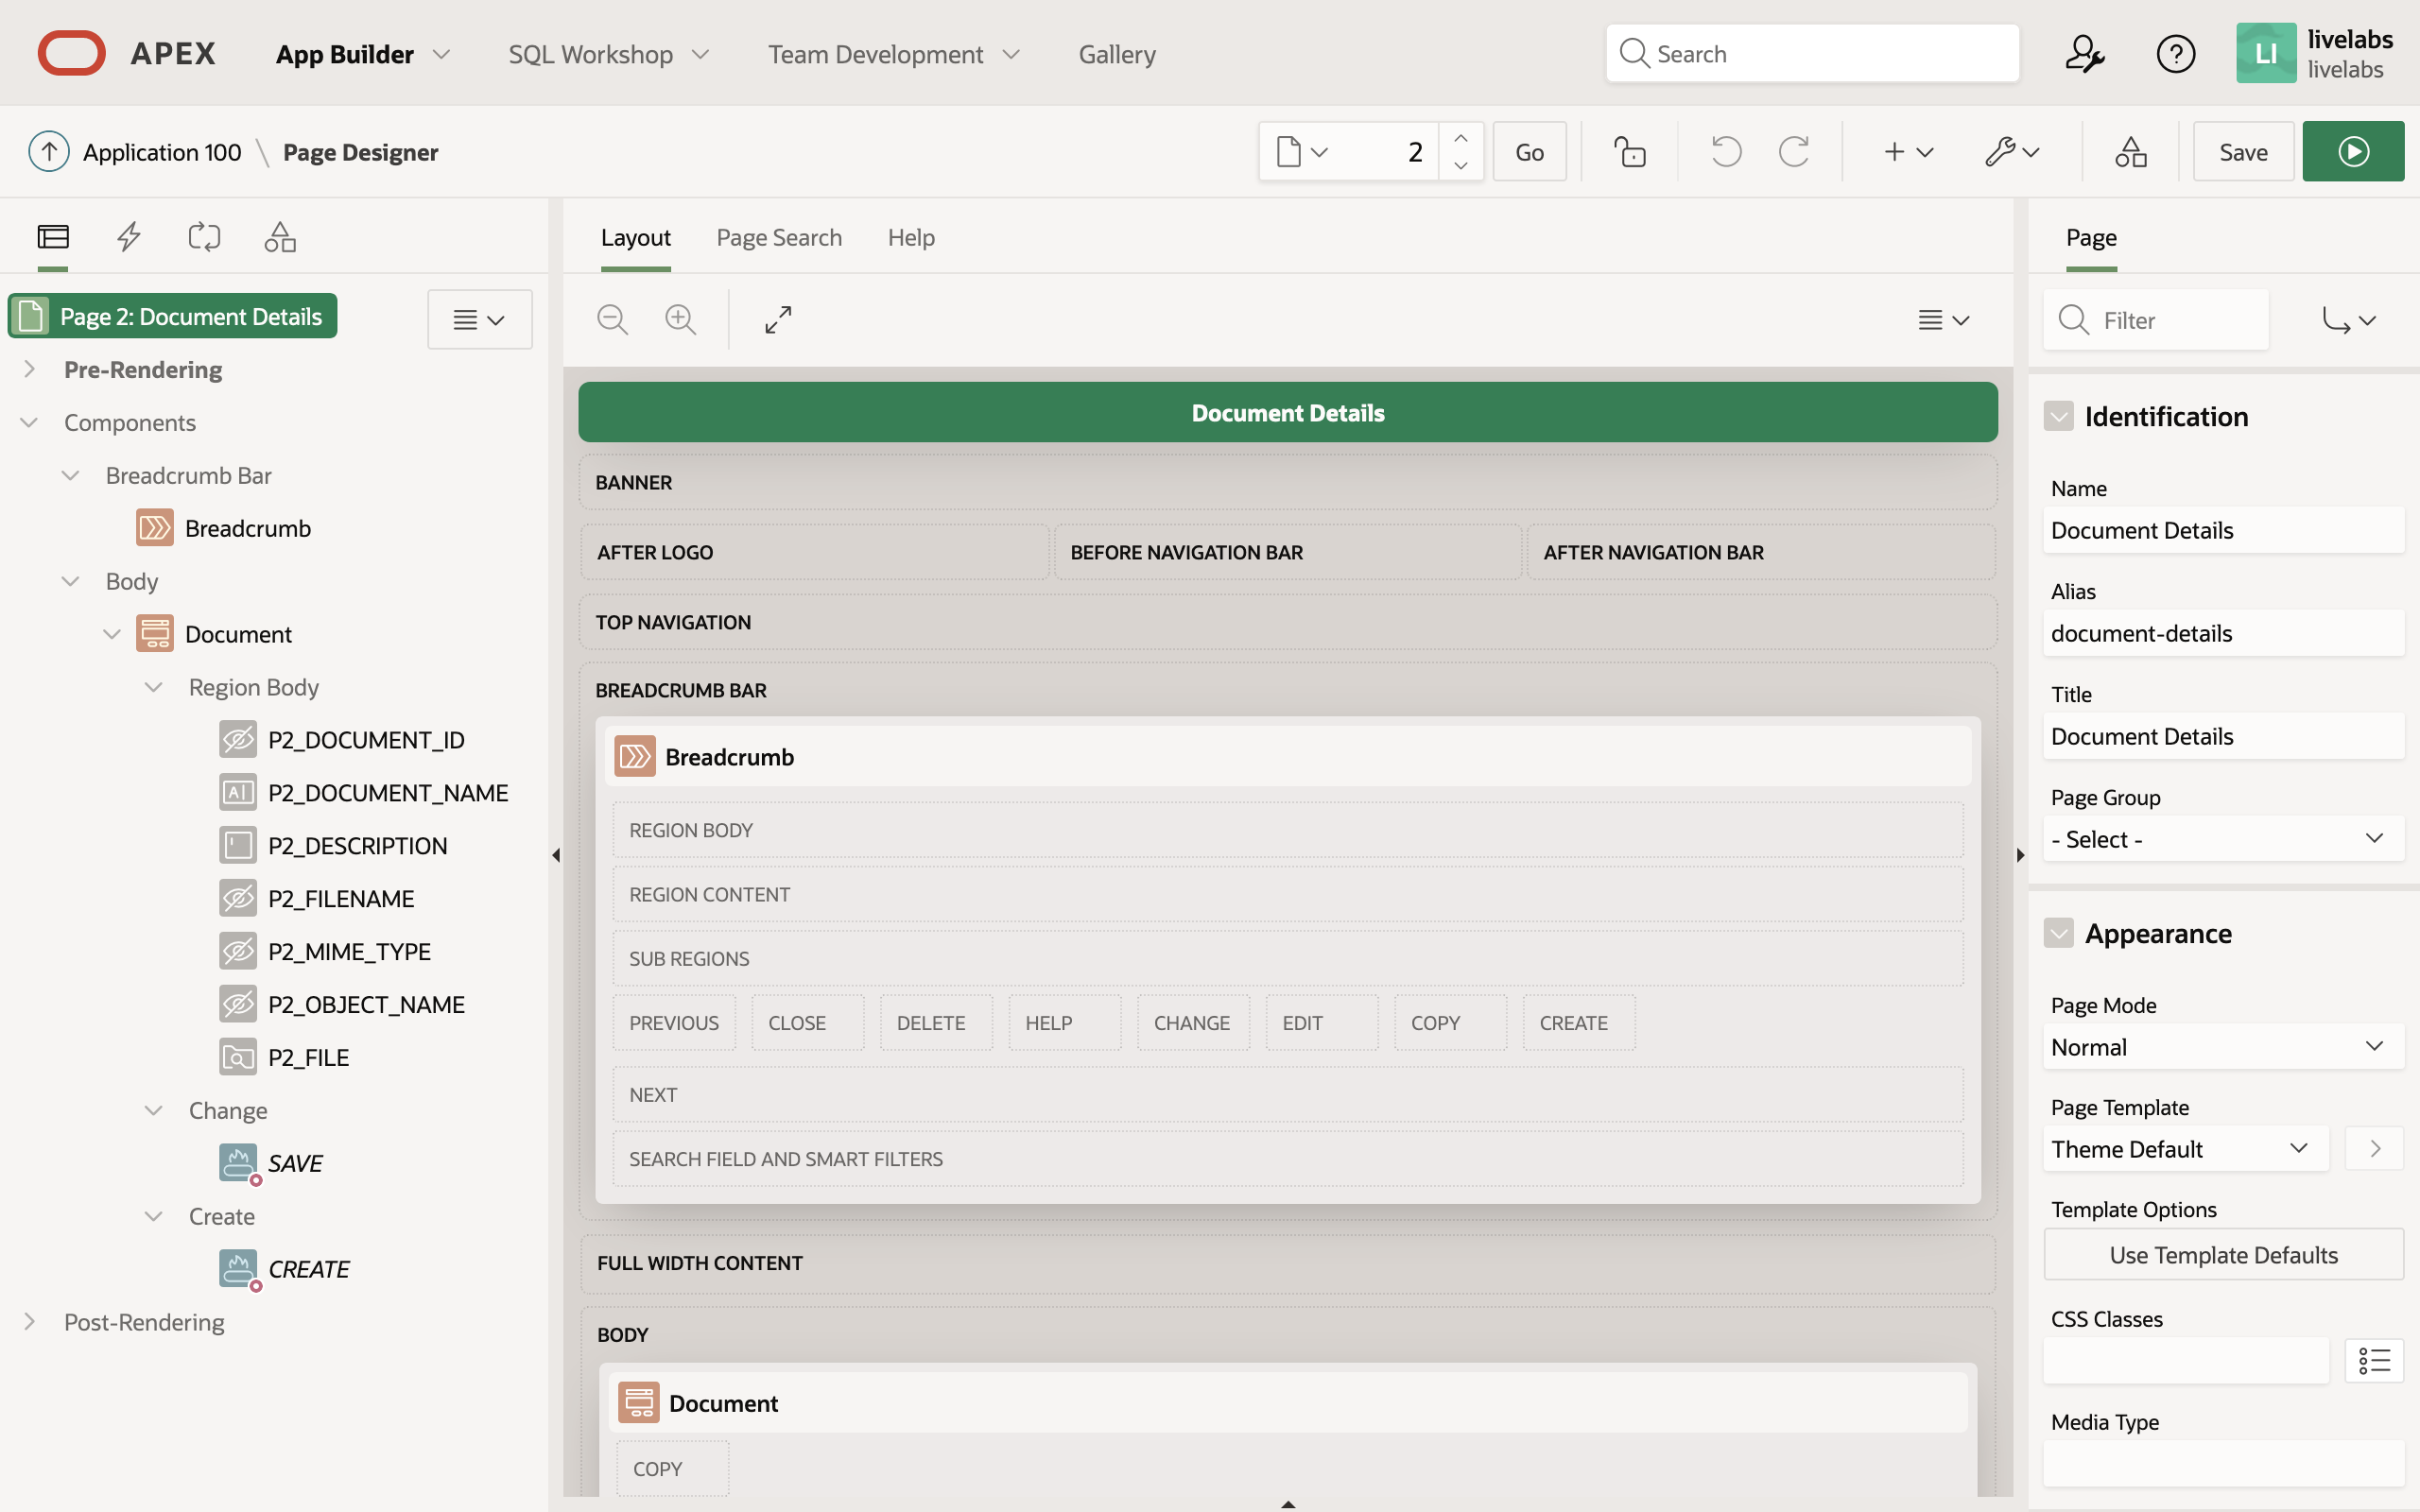 APEX
App Builder
SQL Workshop
Team Development
Gallery
Search
LI
livelabs
livelabs
Application 100
Page Designer
2
Go
Save
Page 2: Document Details
Pre-Rendering
Components
Breadcrumb Bar
Breadcrumb
Body
Document
Region Body
P2_DOCUMENT_ID
P2_DOCUMENT_NAME
P2_DESCRIPTION
P2_FILENAME
P2_MIME_TYPE
P2_OBJECT_NAME
P2_FILE
Change
SAVE
Create
CREATE
Post-Rendering
Layout
Page Search
Help
Document Details
BANNER
AFTER LOGO
BEFORE NAVIGATION BAR
AFTER NAVIGATION BAR
TOP NAVIGATION
BREADCRUMB BAR
Breadcrumb
REGION BODY
REGION CONTENT
SUB REGIONS
PREVIOUS
CLOSE
DELETE
HELP
CHANGE
EDIT
COPY
CREATE
NEXT
SEARCH FIELD AND SMART FILTERS
FULL WIDTH CONTENT
BODY
Document
COPY
Page
Filter
Identification
Name
Document Details
Alias
document-details
Title
Document Details
Page Group
- Select -
Appearance
Page Mode
Normal
Page Template
Theme Default
Template Options
Use Template Defaults
CSS Classes
Media Type